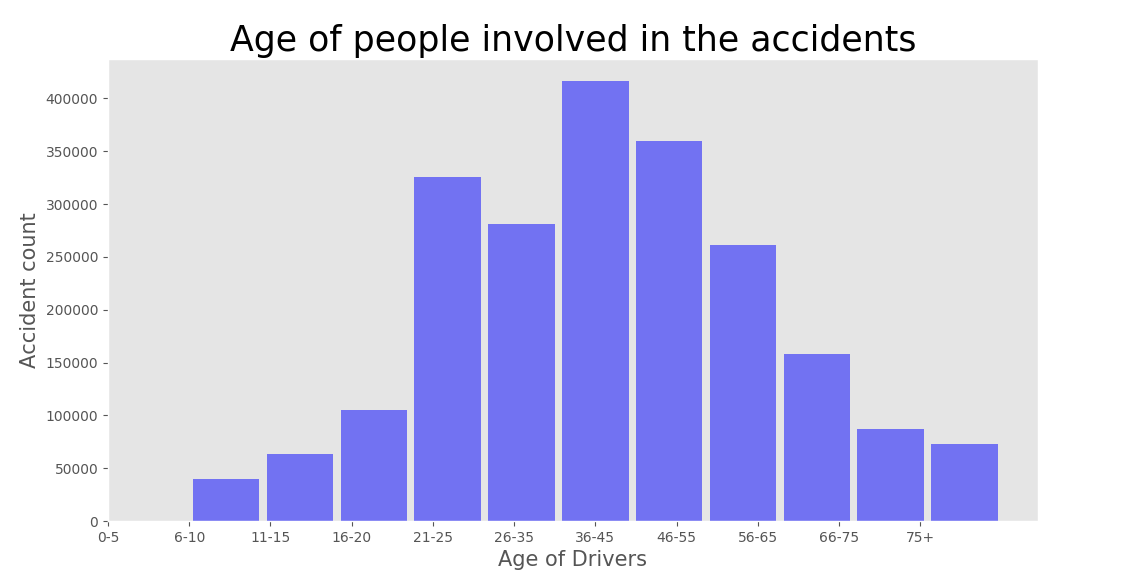 Age of people involved in the accidents
400000
350000
300000
250000
200000
150000
100000
50000
0
Accident count
0-5 6-10 11-15 16-20 21-25 26-35 36-45 46-55 56-65 66-75 75+
Age of Drivers